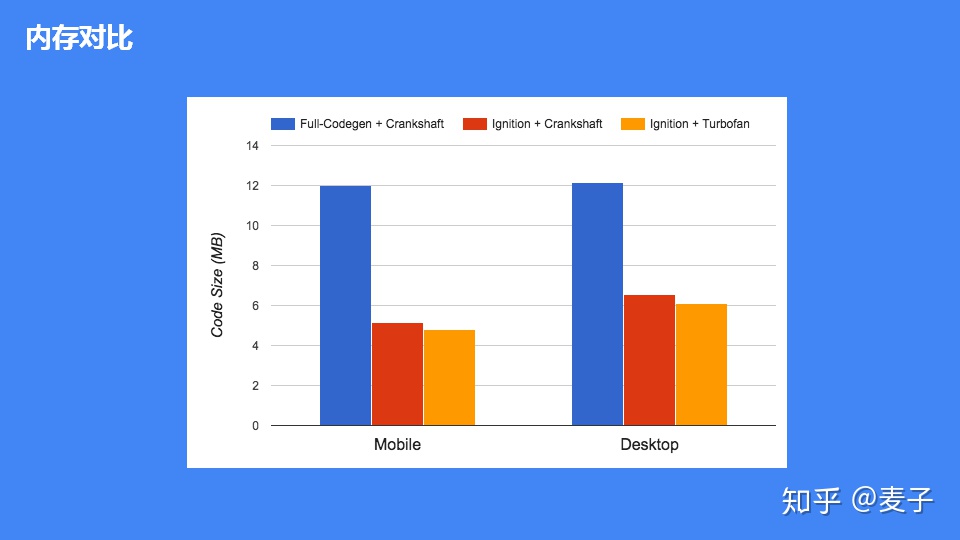 内存对比
Full-Codegen + Crankshaft Ignition + Crankshaft Ignition + Turbofan
14
12
10
8
6
4
2
0
Code Size (MB)
Mobile Desktop
知乎 @麦子